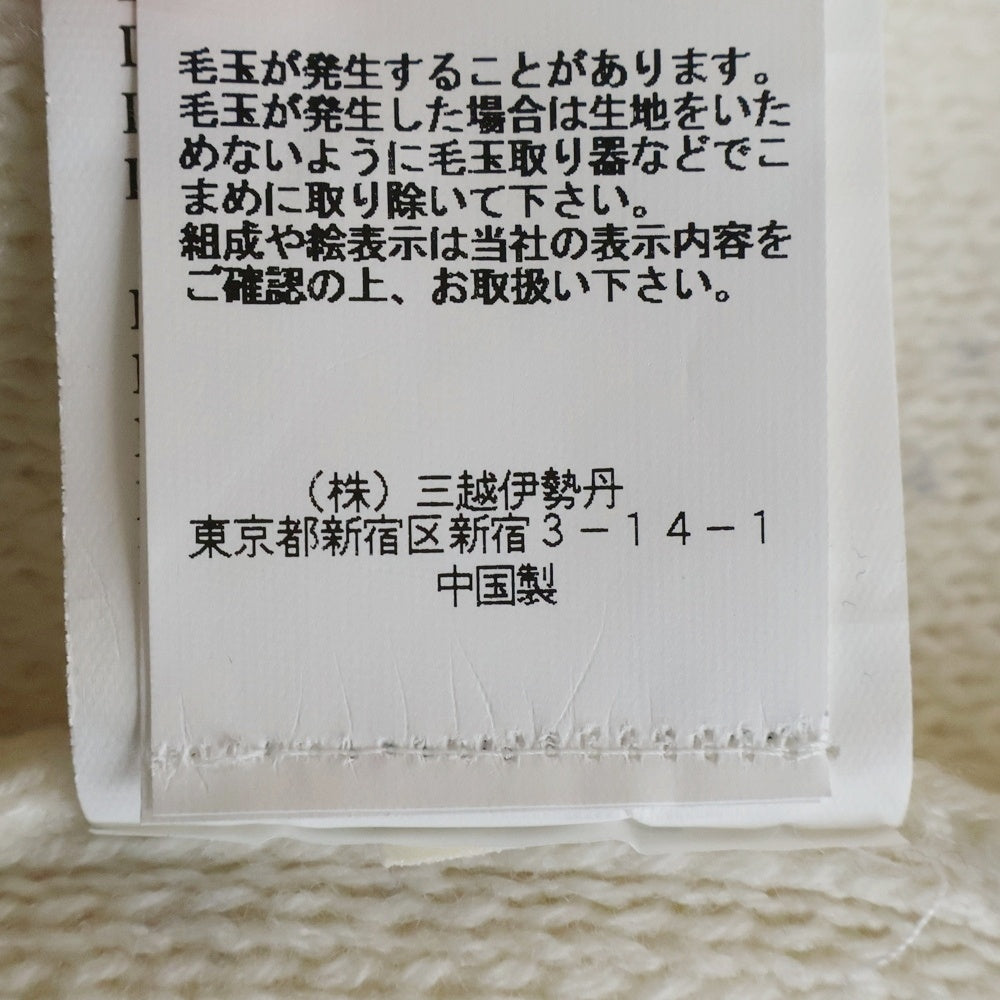 毛玉が発生することがあります。
毛玉が発生した場合は生地をいた
めないように毛玉取り器などでこ
まめに取り除いて下さい。
組成や絵表示は当社の表示内容を
ご確認の上、お取扱い下さい。
（株）三越伊勢丹
東京都新宿区新宿３－１４－１
中国製